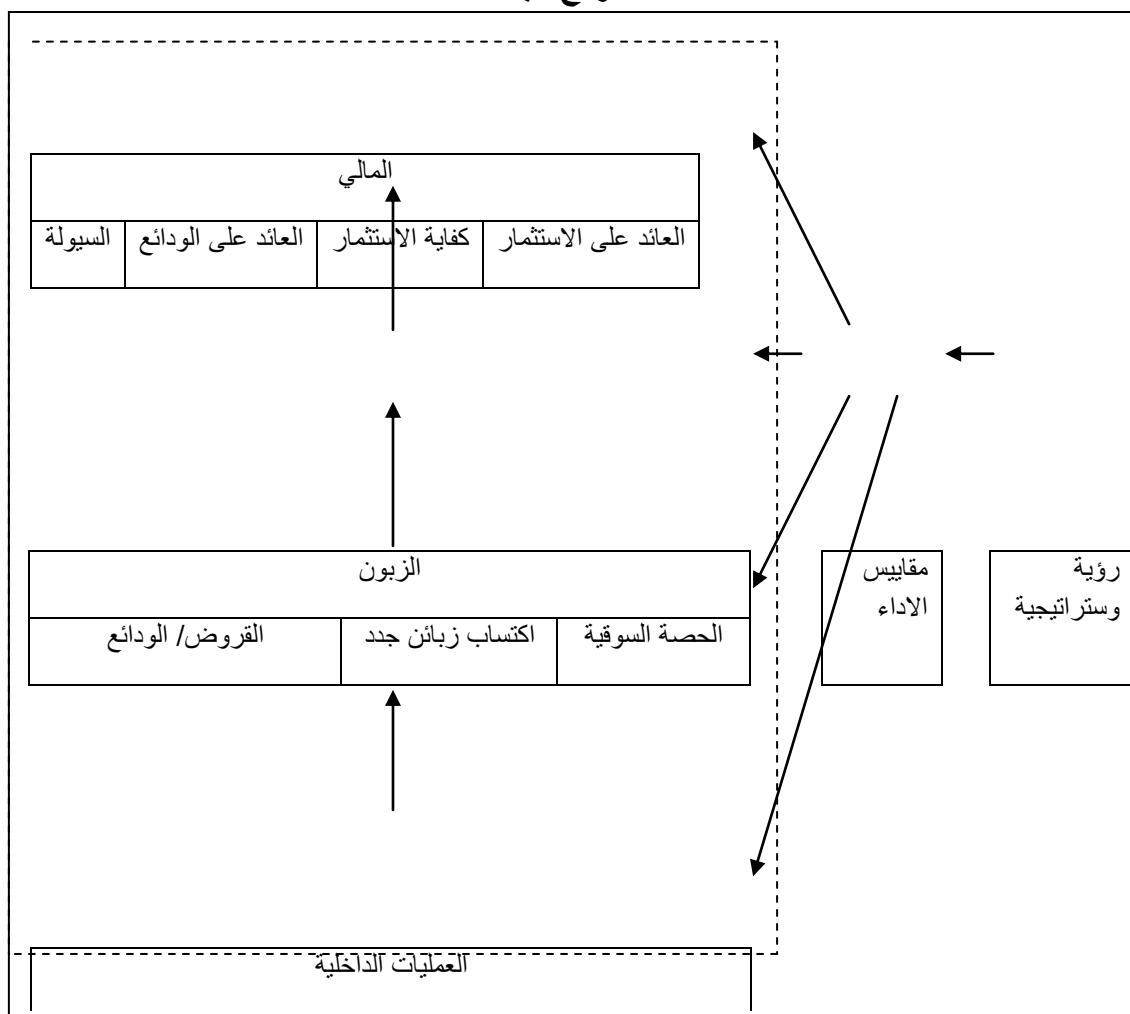 المالي
العائد على الاستثمار
كفاية الاستثمار
العائد على الودائع
السيولة
رؤية
وستراتيجية
مقاييس
الاداء
الزبون
الحصة السوقية
اكتساب زبائن جدد
القروض/ الودائع
العمليات الداخلية